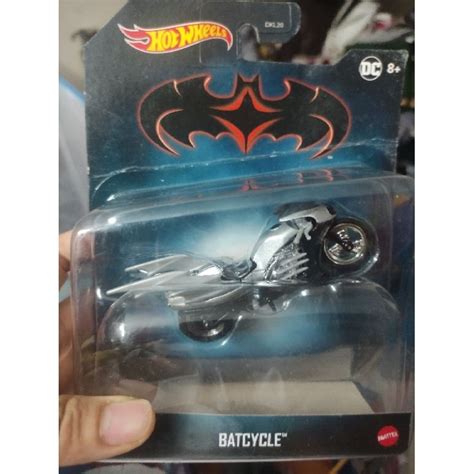 HOT WHEELS
DC
8+
BATCYCLE™
MATTEL